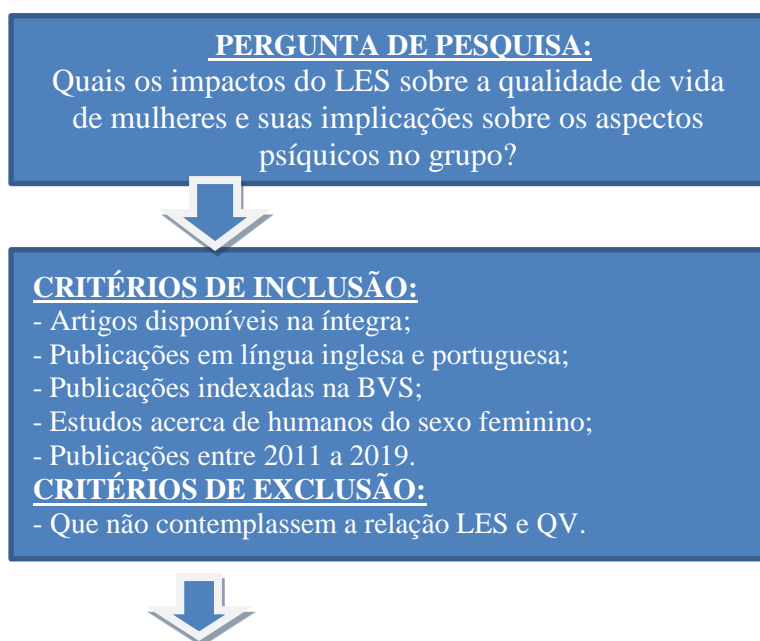 PERGUNTA DE PESQUISA:
Quais os impactos do LES sobre a qualidade de vida
de mulheres e suas implicações sobre os aspectos
psíquicos no grupo?
CRITÉRIOS DE INCLUSÃO:
- Artigos disponíveis na íntegra;
- Publicações em língua inglesa e portuguesa;
- Publicações indexadas na BVS;
- Estudos acerca de humanos do sexo feminino;
- Publicações entre 2011 a 2019.
CRITÉRIOS DE EXCLUSÃO:
- Que não contemplassem a relação LES e QV.